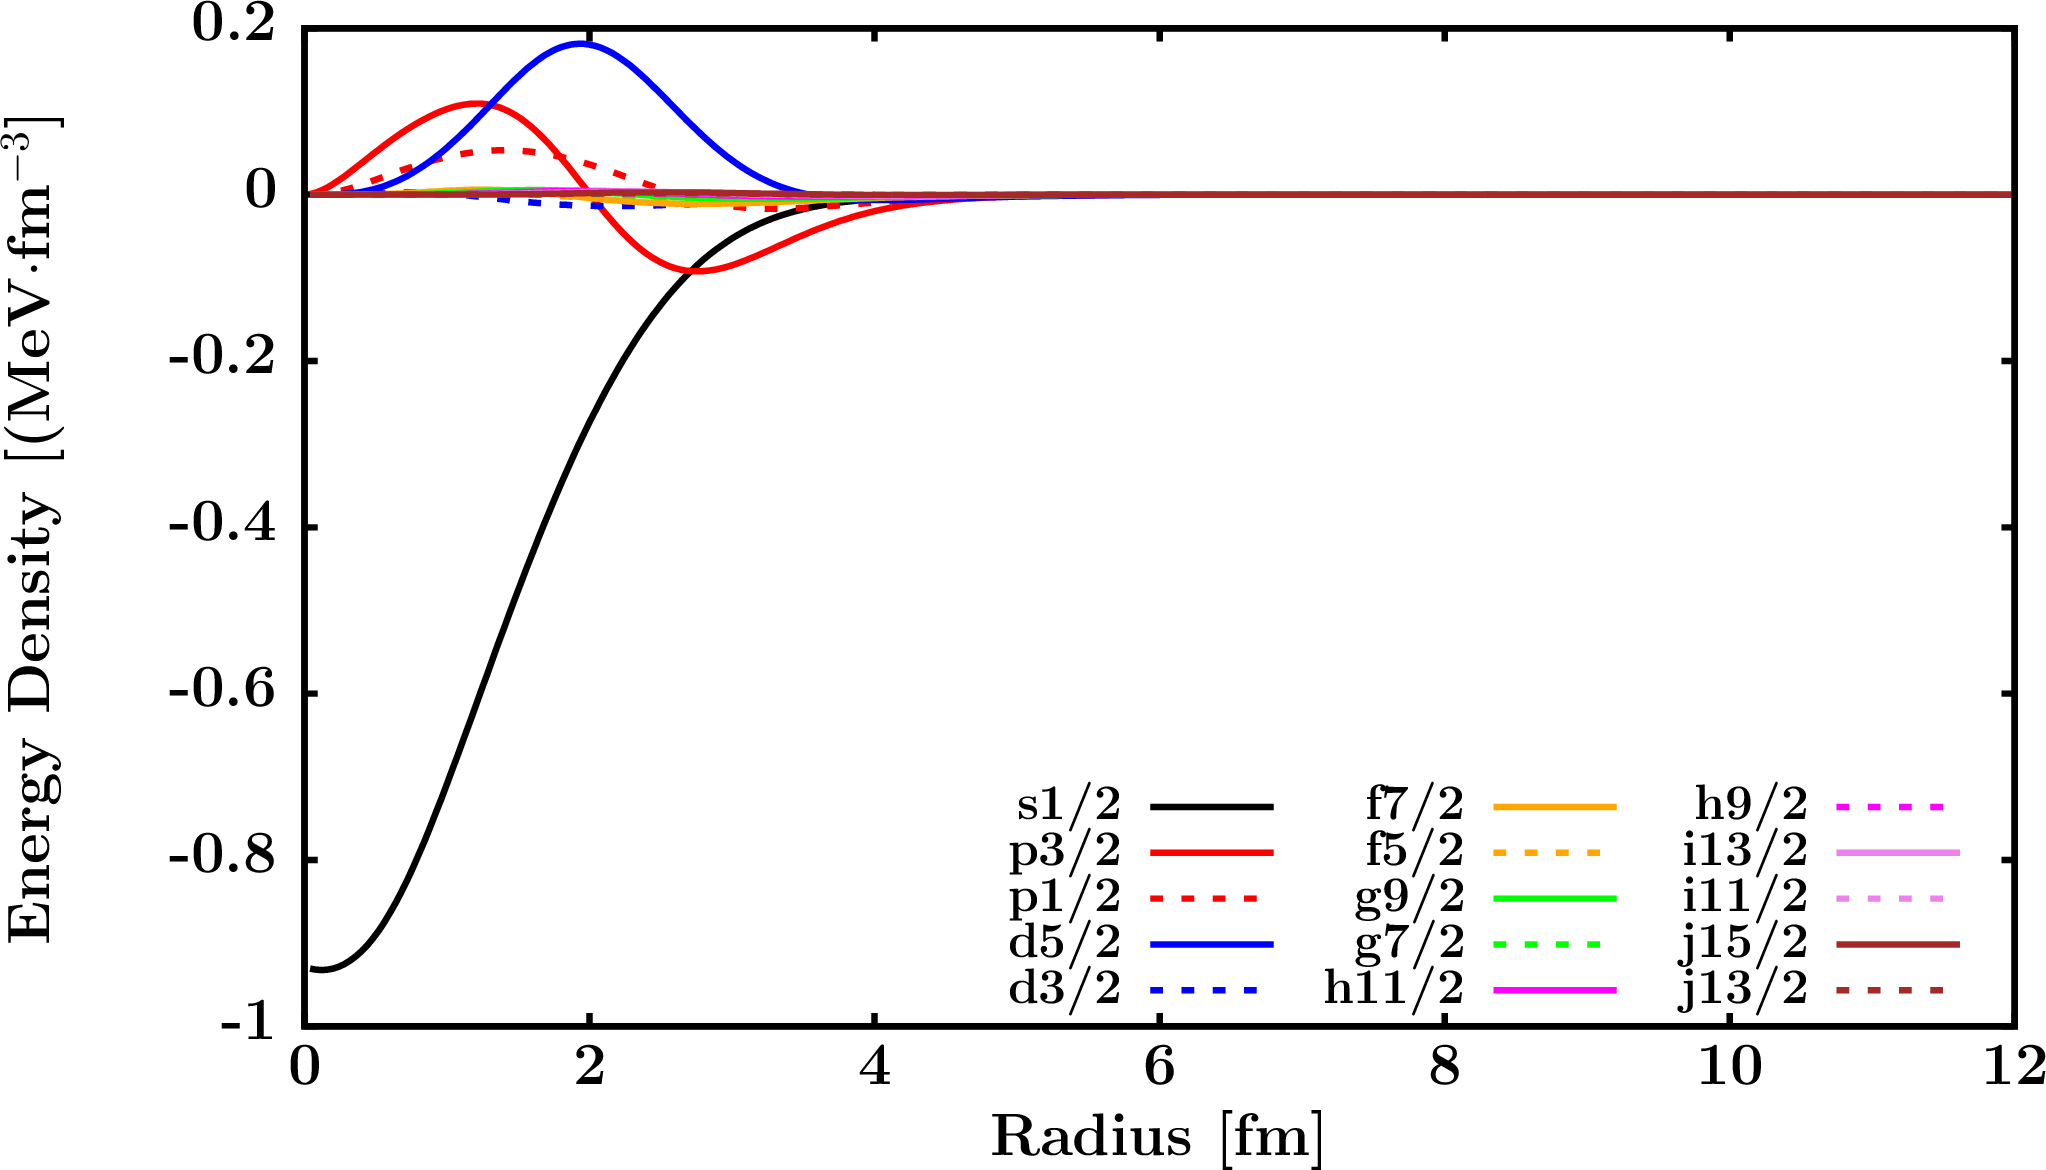 Energy Density [(MeV·fm⁻³]
0.2
0
-0.2
-0.4
-0.6
-0.8
-1
s1/2
p3/2
p1/2
d5/2
d3/2
f7/2
f5/2
g9/2
g7/2
h11/2
h9/2
i13/2
i11/2
j15/2
j13/2
0 2 4 6 8 10 12
Radius [fm]